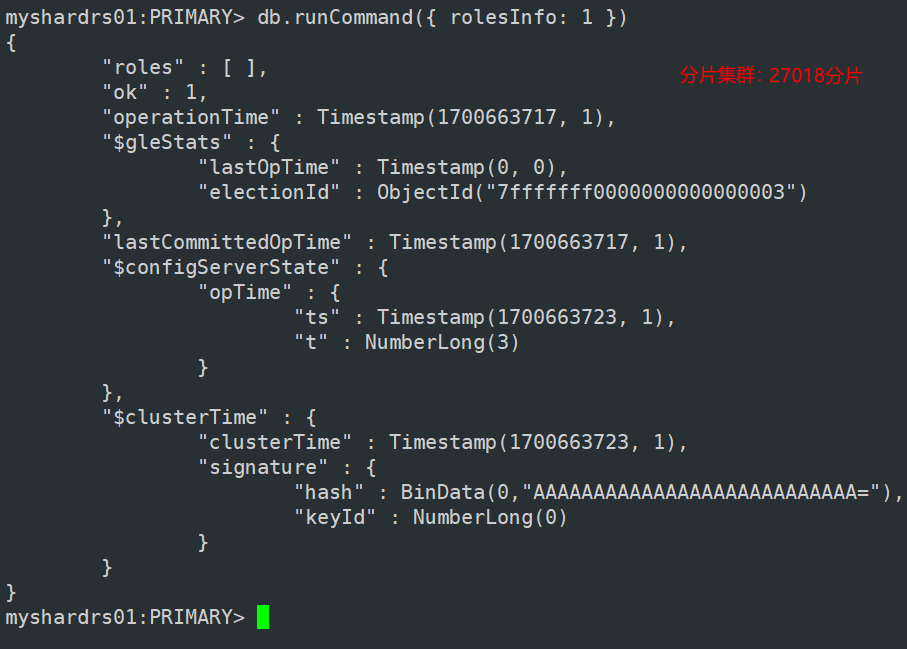 myshardrs01:PRIMARY> db.runCommand({ rolesInfo: 1 })
{
        "roles" : [ ],
分片集群: 27018分片
        "ok" : 1,
        "operationTime" : Timestamp(1700663717, 1),
        "$gleStats" : {
                "lastOpTime" : Timestamp(0, 0),
                "electionId" : ObjectId("7fffffff0000000000000003")
        },
        "lastCommittedOpTime" : Timestamp(1700663717, 1),
        "$configServerState" : {
                "opTime" : {
                        "ts" : Timestamp(1700663723, 1),
                        "t" : NumberLong(3)
                }
        },
        "$clusterTime" : {
                "clusterTime" : Timestamp(1700663723, 1),
                "signature" : {
                        "hash" : BinData(0,"AAAAAAAAAAAAAAAAAAAAAAAAAAA="),
                        "keyId" : NumberLong(0)
                }
        }
}
myshardrs01:PRIMARY>